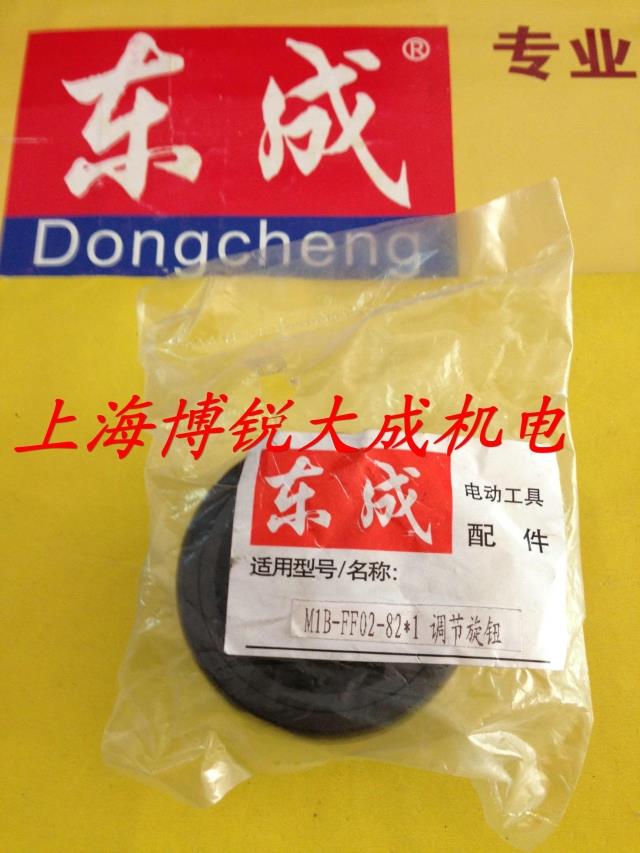 东成®
专业
Dongcheng
上海博锐大成机电
东成
电动工具
配件
适用型号/名称:
M1B-FF02-82*1 调节旋钮